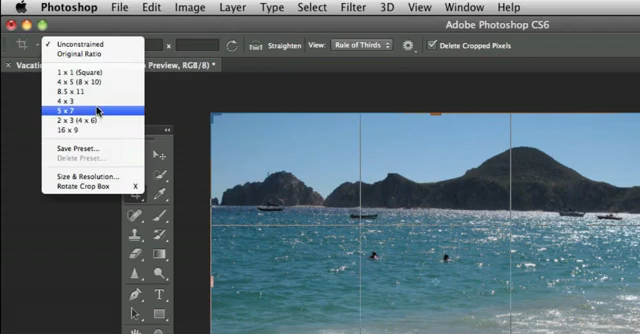 Photoshop File Edit Image Layer Type Select Filter 3D View Window Help
Adobe Photoshop CS6
x Straighten View: Rule of Thirds Delete Cropped Pixels
✓ Unconstrained
Original Ratio
× Vacatio Preview, RGB/8) *
1 x 1 (Square)
4 x 5 (8 x 10)
8.5 x 11
4 x 3
5 x 7
2 x 3 (4 x 6)
16 x 9
Save Preset...
Delete Preset...
Size & Resolution...
Rotate Crop Box X